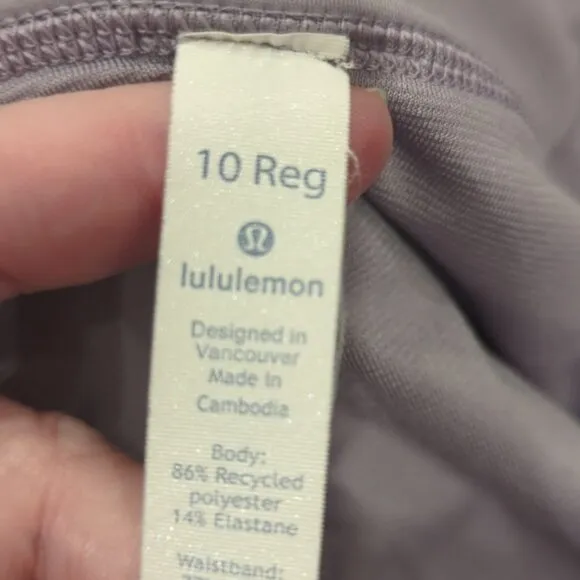 10 Reg
lululemon
Designed in
Vancouver
Made in
Cambodia
Body:
86% Recycled
polyester
14% Elastane
Waistband: